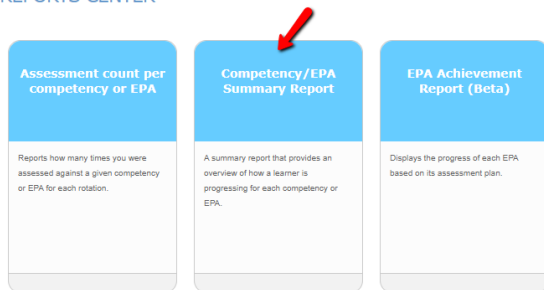 REPORTS CENTER
Assessment count per
competency or EPA
Reports how many times you were
assessed against a given competency
or EPA for each rotation.
Competency/EPA
Summary Report
A summary report that provides an
overview of how a learner is
progressing for each competency or
EPA.
EPA Achievement
Report (Beta)
Displays the progress of each EPA
based on its assessment plan.